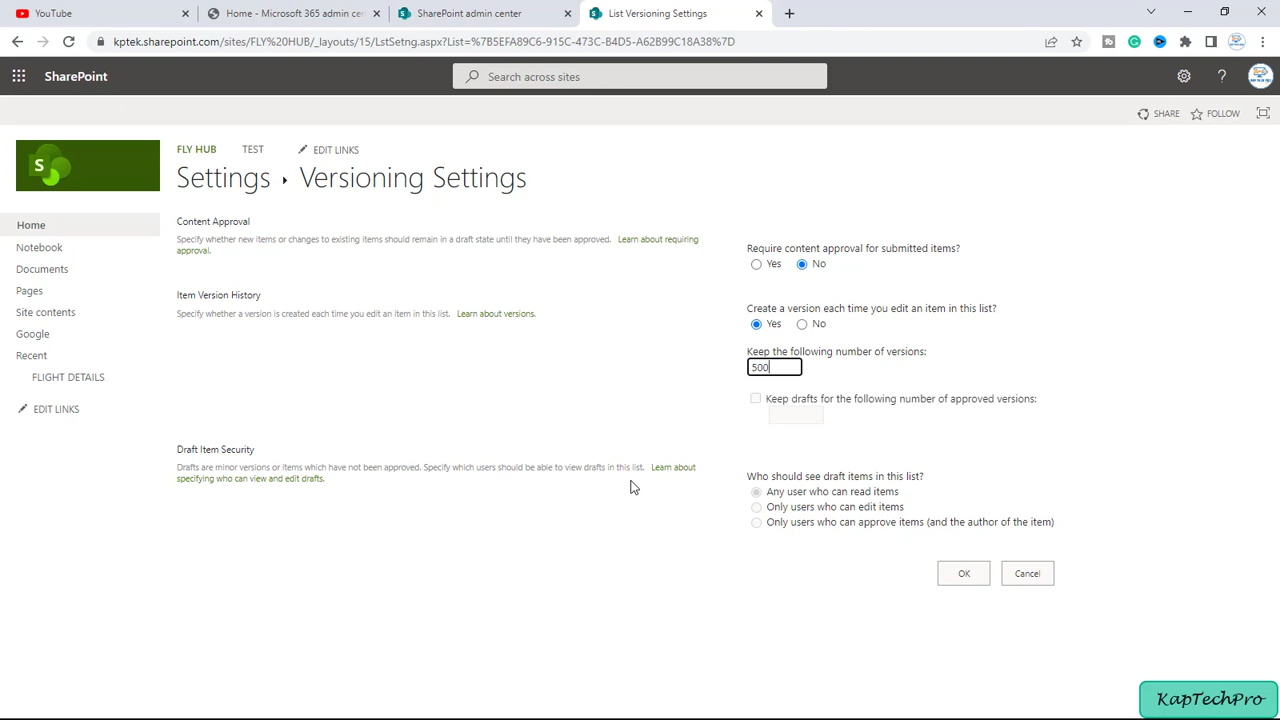 YouTube
Home - Microsoft 365 admin cen
SharePoint admin center
List Versioning Settings
kptek.sharepoint.com/sites/FLY%20HUB/_layouts/15/LstSetng.aspx?List=%7B5EFA89C6-915C-473C-B4D5-A62B99C18A38%7D
SharePoint
Search across sites
SHARE
FOLLOW
S
FLY HUB
TEST
EDIT LINKS
Settings ▸ Versioning Settings
Home
Notebook
Documents
Pages
Site contents
Google
Recent
FLIGHT DETAILS
EDIT LINKS
Content Approval
Specify whether new items or changes to existing items should remain in a draft state until they have been approved. Learn about requiring
approval.
Require content approval for submitted items?
Yes No
Item Version History
Specify whether a version is created each time you edit an item in this list. Learn about versions.
Create a version each time you edit an item in this list?
Yes No
Keep the following number of versions:
500
Keep drafts for the following number of approved versions:
Draft Item Security
Drafts are minor versions or items which have not been approved. Specify which users should be able to view drafts in this list. Learn about
specifying who can view and edit drafts.
Who should see draft items in this list?
Any user who can read items
Only users who can edit items
Only users who can approve items (and the author of the item)
OK
Cancel
KapTechPro